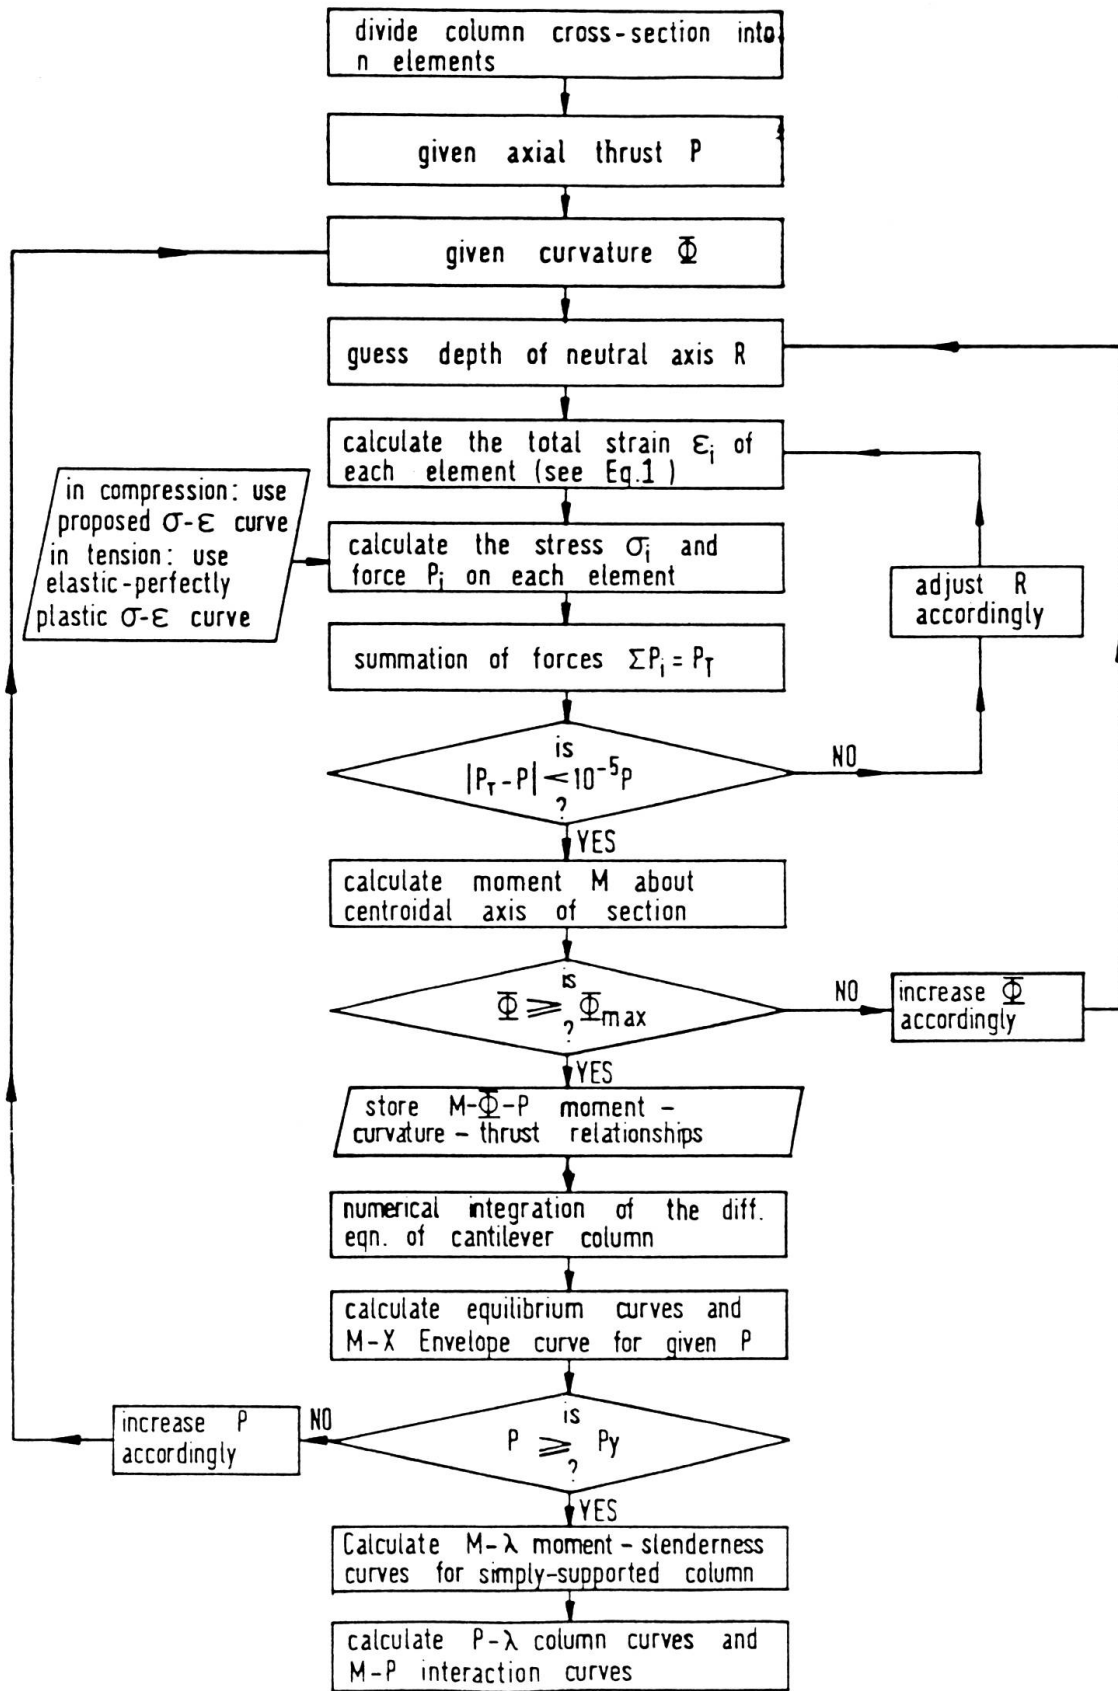 divide column cross-section into
n elements
given axial thrust P
given curvature Φ
guess depth of neutral axis R
calculate the total strain εᵢ of
each element (see Eq.1)
in compression: use
proposed σ-ε curve
in tension: use
elastic-perfectly
plastic σ-ε curve
calculate the stress σᵢ and
force Pᵢ on each element
adjust R
accordingly
summation of forces ΣPᵢ = P_T
is
|P_T - P| < 10⁻⁵P
?
NO
YES
calculate moment M about
centroidal axis of section
is
Φ ⩾ Φmax
?
NO
increase Φ
accordingly
YES
store M-Φ-P moment -
curvature - thrust relationships
numerical integration of the diff.
eqn. of cantilever column
calculate equilibrium curves and
M-X Envelope curve for given P
is
P ⩾ Py
?
NO
increase P
accordingly
YES
Calculate M-λ moment - slenderness
curves for simply-supported column
calculate P-λ column curves and
M-P interaction curves